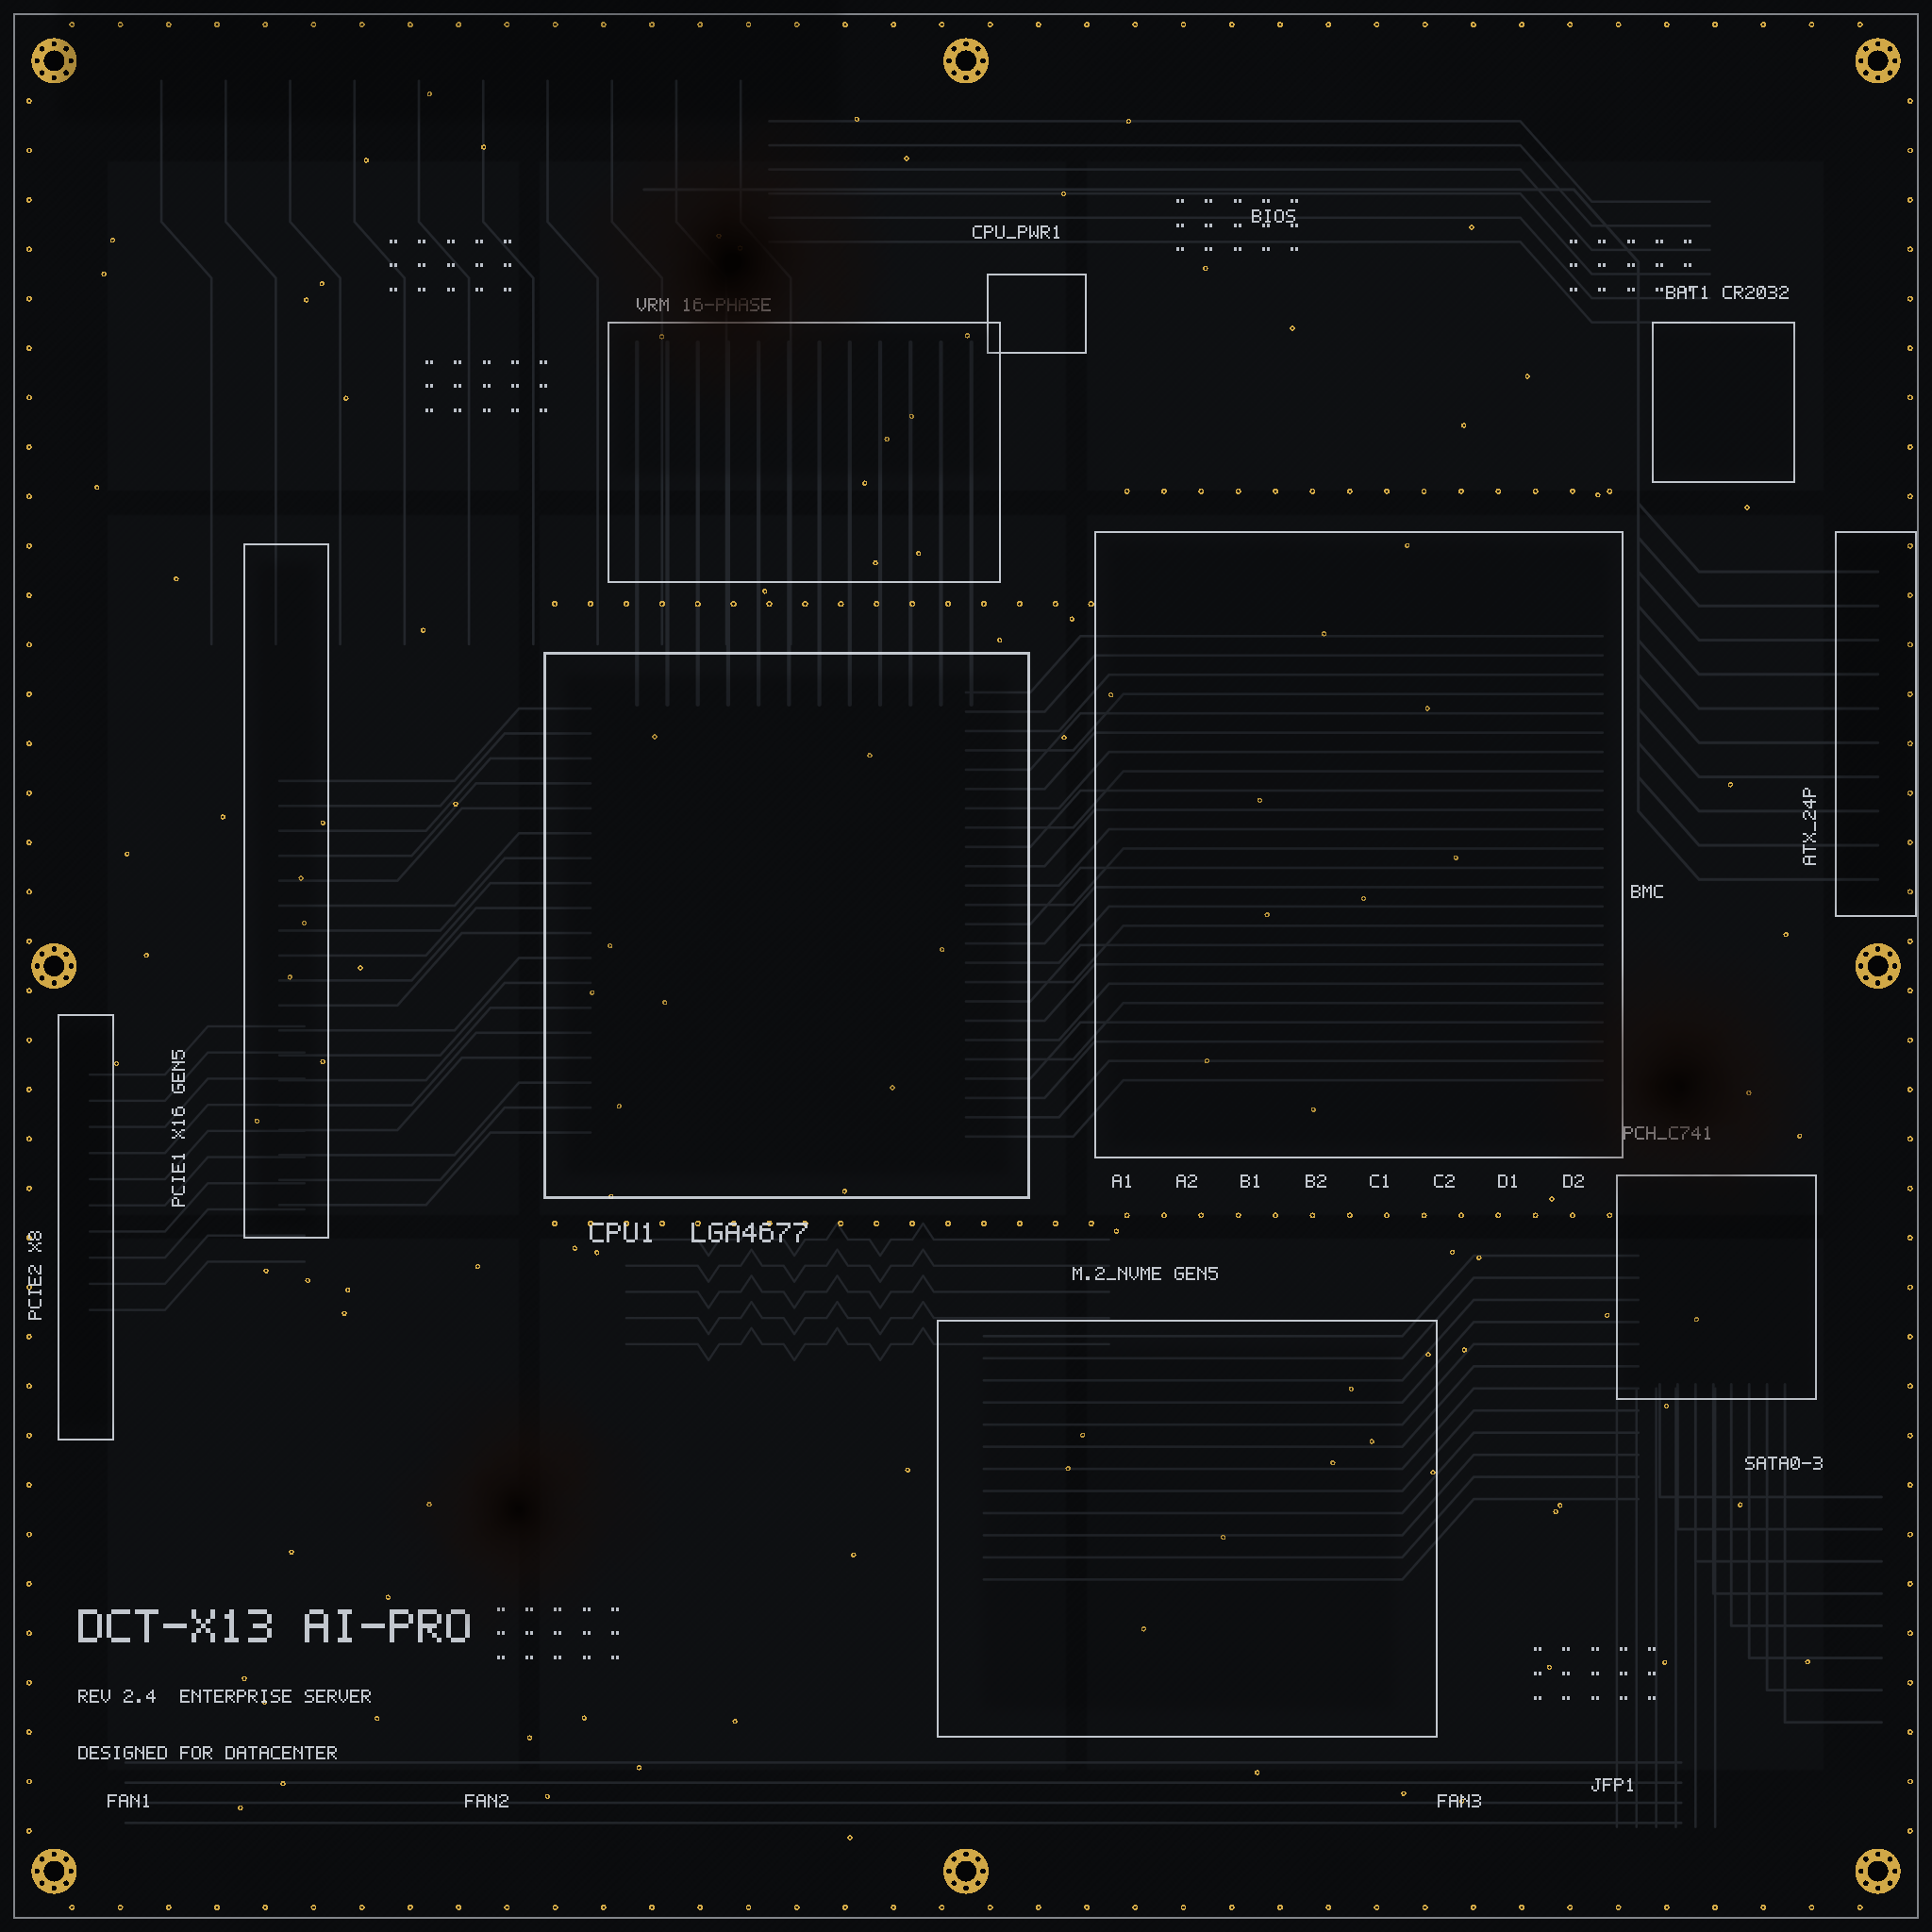 BIOS
CPU_PWR1
BAT1 CR2032
VRM 16-PHASE
ATX_24P
BMC
PCIE1 X16 GEN5
PCH_C741
A1 A2 B1 B2 C1 C2 D1 D2
CPU1 LGA4677
PCIE2 X8
M.2_NVME GEN5
SATA0-3
DCT-X13 AI-PRO
REV 2.4 ENTERPRISE SERVER
DESIGNED FOR DATACENTER
JFP1
FAN1 FAN2 FAN3